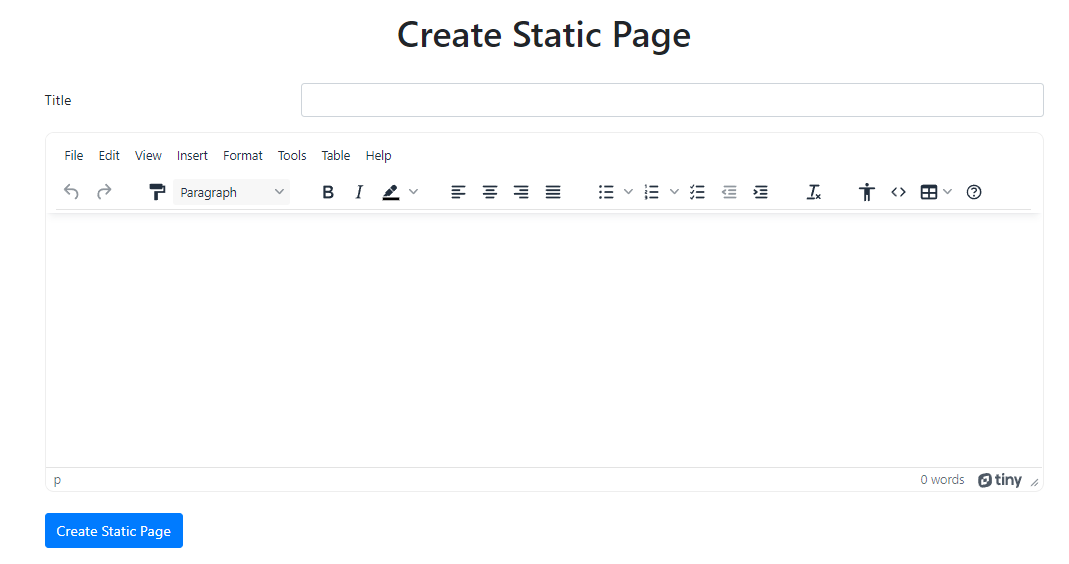 Create Static Page
Title
File Edit View Insert Format Tools Table Help
Paragraph B I
p 0 words tiny
Create Static Page